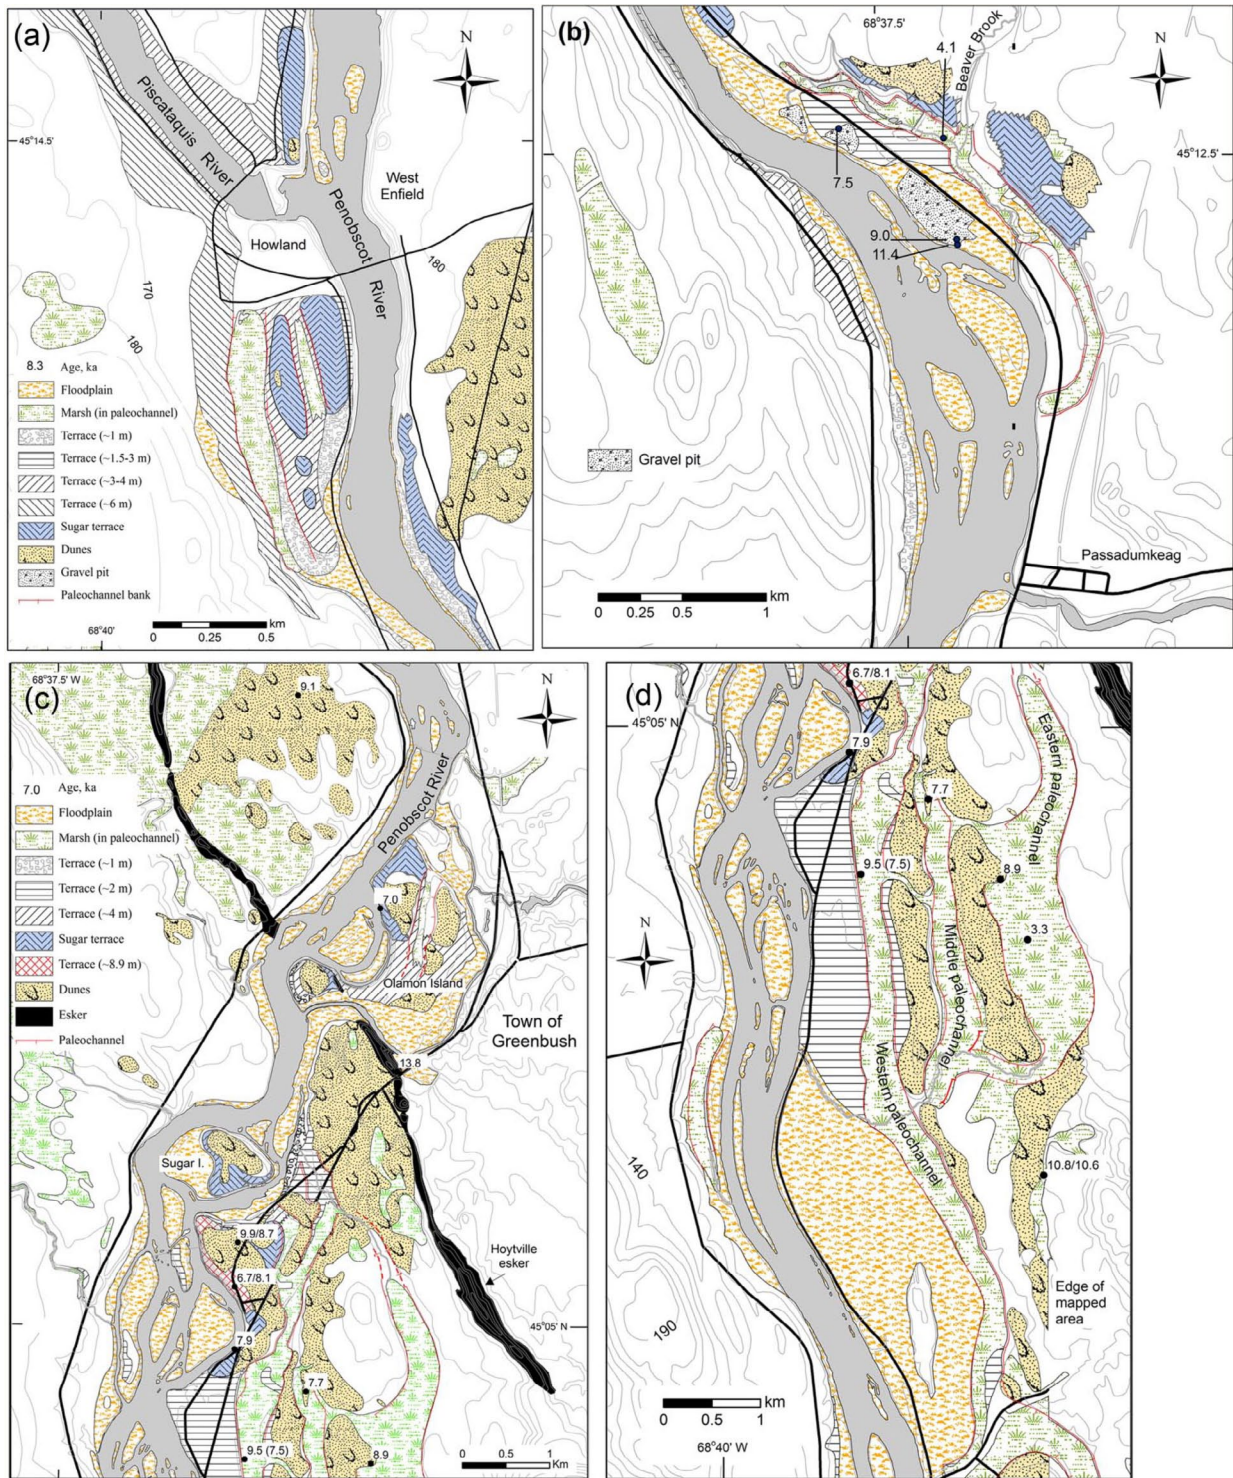 (a)
N
Piscataquis
River
45°14.5'
West
Enfield
Penobscot
River
Howland
180
170
180
8.3 Age, ka
Floodplain
Marsh (in paleochannel)
Terrace (~1 m)
Terrace (~1.5-3 m)
Terrace (~3-4 m)
Terrace (~6 m)
Sugar terrace
Dunes
Gravel pit
Paleochannel bank
km
0 0.25 0.5
68°40'
(b)
68°37.5'
4.1
Beaver Brook
N
45°12.5'
7.5
9.0
11.4
Gravel pit
Passadumkeag
km
0 0.5 1
(c)
68°37.5' W
9.1
N
Penobscot River
7.0 Age, ka
Floodplain
Marsh (in paleochannel)
Terrace (~1 m)
Terrace (~2 m)
Terrace (~4 m)
Sugar terrace
Terrace (~8.9 m)
Dunes
Esker
Paleochannel
7.0
Olamon Island
Town of
Greenbush
13.8
Sugar I.
9.9/8.7
6.7/8.1
Hoytville
esker
45°05' N
7.9
7.7
9.5 (7.5)
8.9
0 0.5 1
Km
(d)
6.7/8.1
45°05' N
7.9
Eastern paleochannel
7.7
9.5 (7.5)
8.9
N
3.3
Middle paleochannel
Western paleochannel
10.8/10.6
140
190
Edge of
mapped
area
km
0 0.5 1
68°40' W